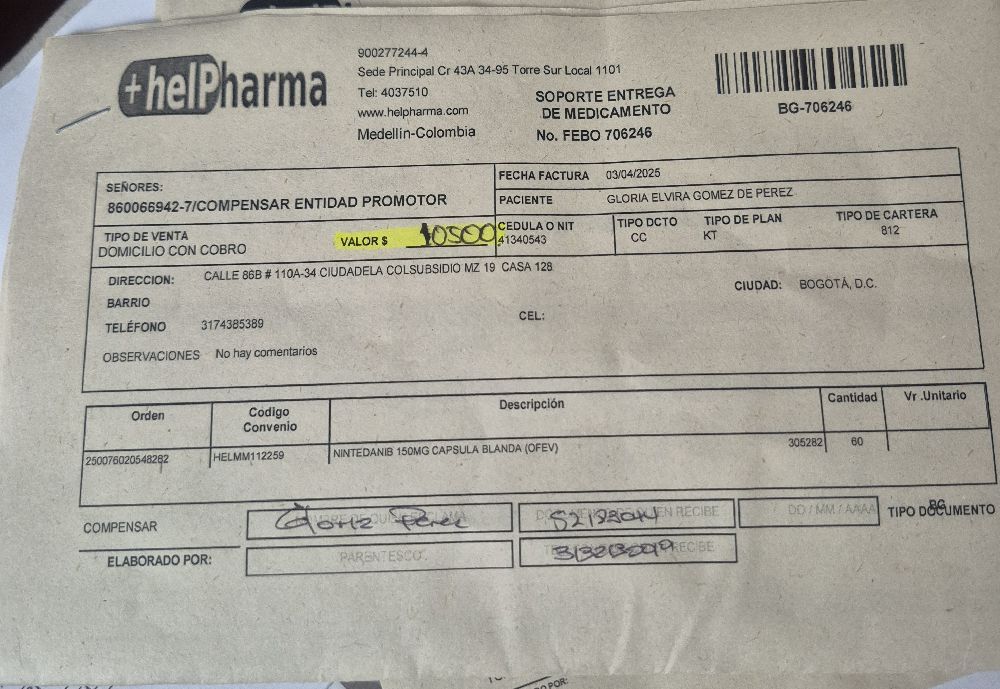 +helPharma
900277244-4
Sede Principal Cr 43A 34-95 Torre Sur Local 1101
Tel: 4037510
www.helpharma.com
Medellin-Colombia
SOPORTE ENTREGA
DE MEDICAMENTO
No. FEBO 706246
BG-706246
SEÑORES:
860066942-7/COMPENSAR ENTIDAD PROMOTOR
FECHA FACTURA 03/04/2025
PACIENTE GLORIA ELVIRA GOMEZ DE PEREZ
TIPO DE VENTA
DOMICILIO CON COBRO
VALOR $ 10500
CEDULA O NIT
41340543
TIPO DCTO
CC
TIPO DE PLAN
KT
TIPO DE CARTERA
812
DIRECCION: CALLE 86B # 110A-34 CIUDADELA COLSUBSIDIO MZ 19 CASA 128
CIUDAD: BOGOTÁ, D.C.
BARRIO
TELÉFONO 3174385389
CEL:
OBSERVACIONES No hay comentarios
Orden Codigo Convenio Descripción Cantidad Vr .Unitario
250076020548282 HELMM112259 NINTEDANIB 150MG CAPSULA BLANDA (OFEV) 305282 60
COMPENSAR
Perez
DD / MM / AAAA
TIPO DOCUMENTO
BG
ELABORADO POR:
PARENTESCO
RECIBE